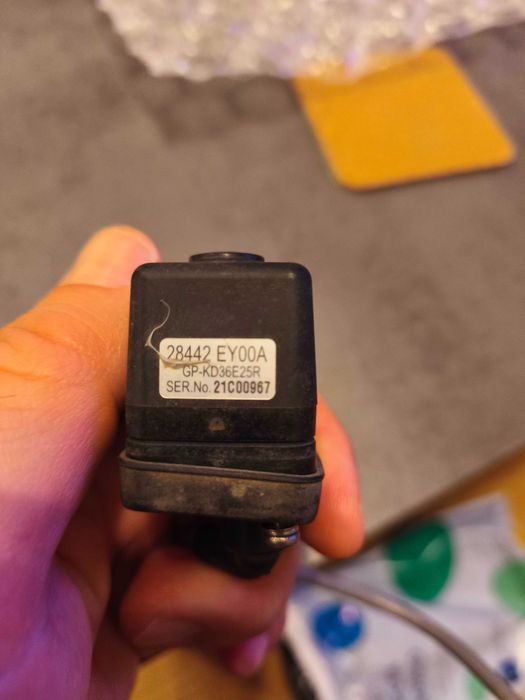 28442 EY00A
GP-KD36E25R
SER.No. 21C00967